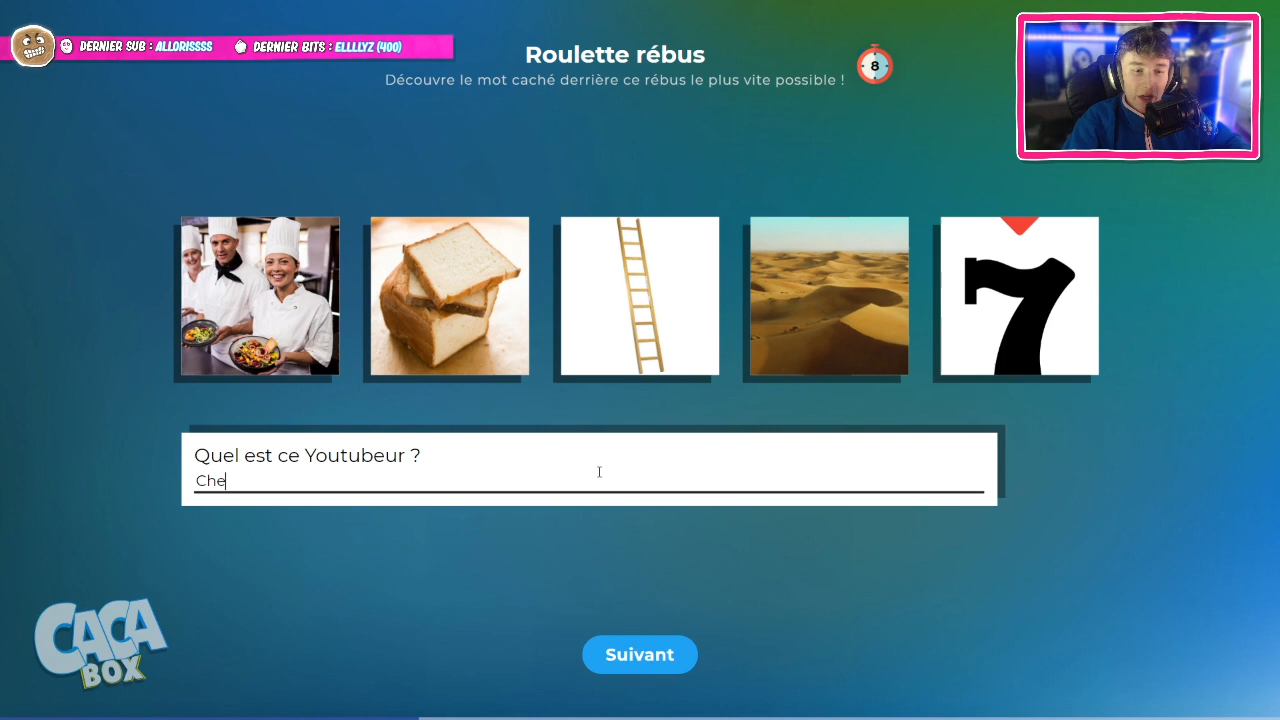 DERNIER SUB : ALLORISSSS
DERNIER BITS : ELLLLYZ (400)
Roulette rébus
8
Découvre le mot caché derrière ce rébus le plus vite possible !
7
Quel est ce Youtubeur ?
Che
CACA
BOX
Suivant